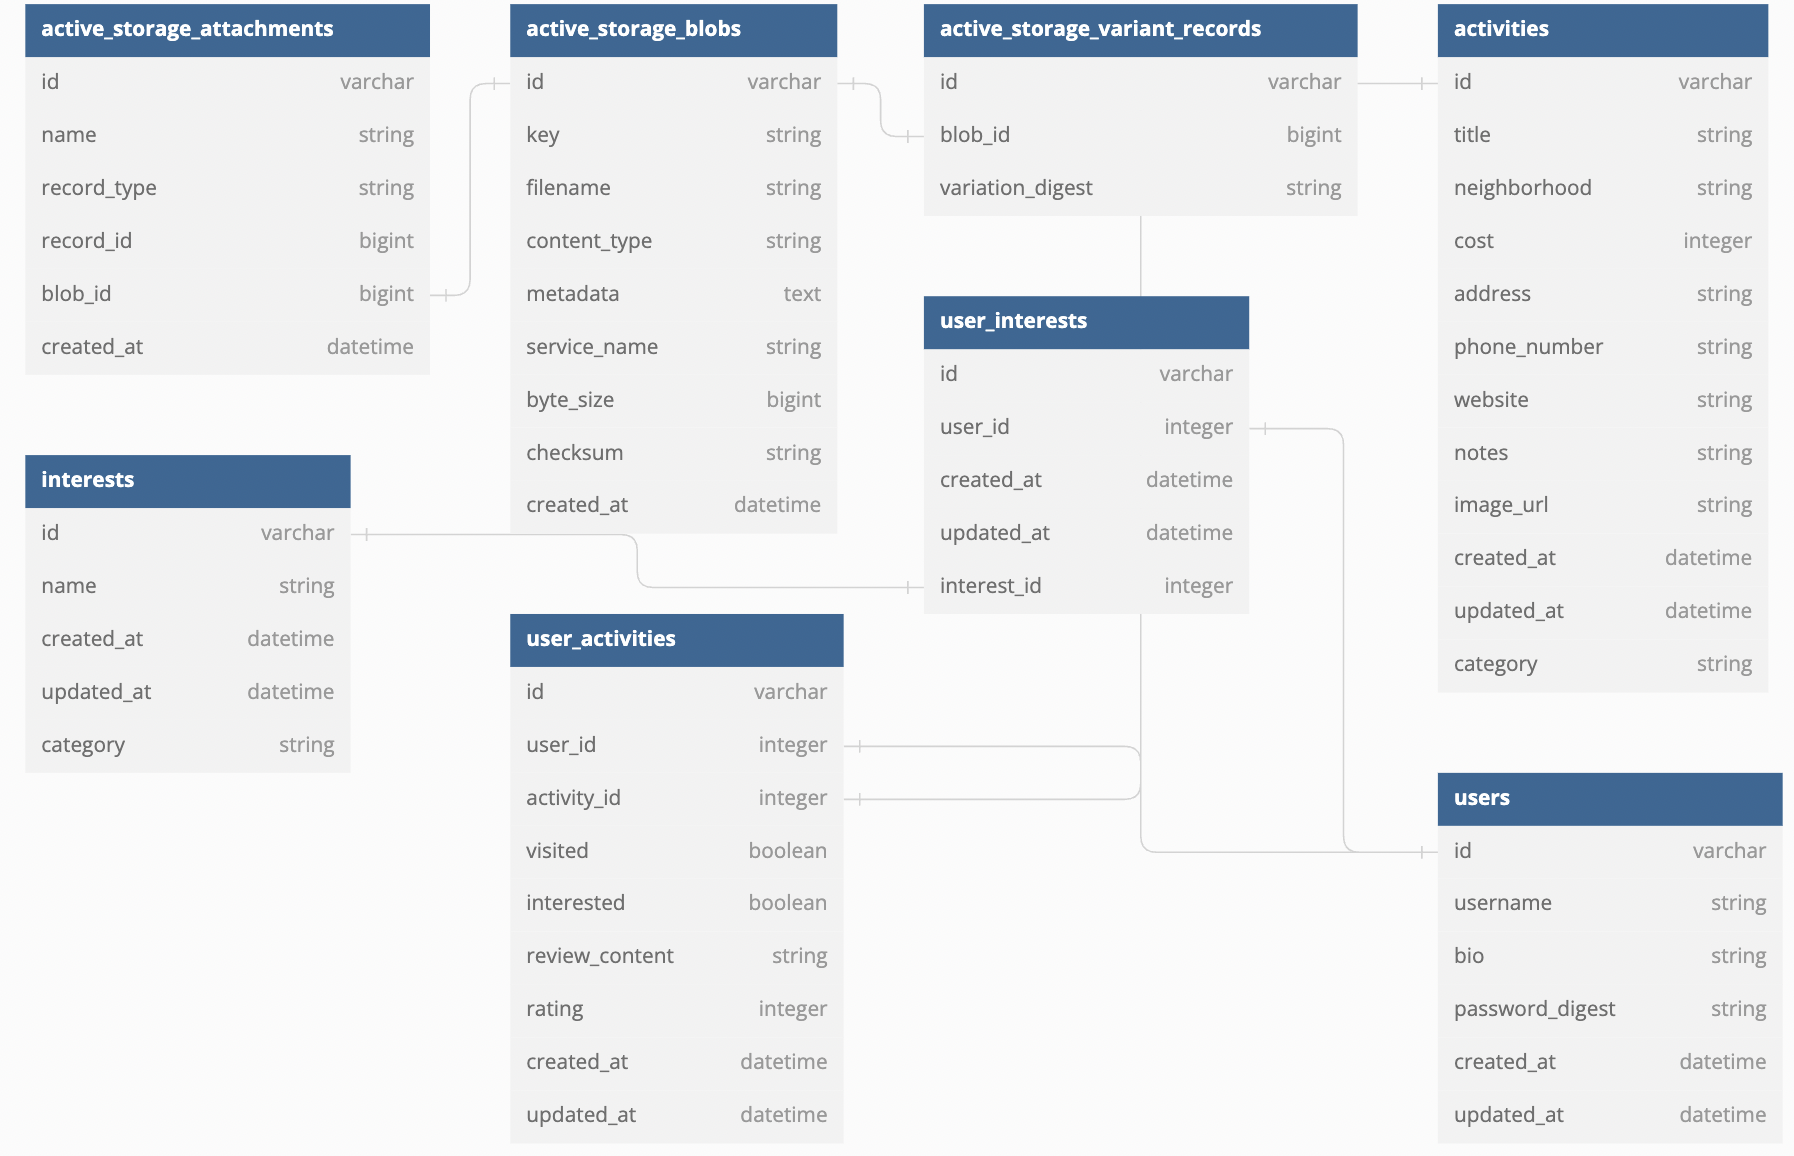 active_storage_attachments
id varchar
name string
record_type string
record_id bigint
blob_id bigint
created_at datetime
active_storage_blobs
id varchar
key string
filename string
content_type string
metadata text
service_name string
byte_size bigint
checksum string
created_at datetime
active_storage_variant_records
id varchar
blob_id bigint
variation_digest string
activities
id varchar
title string
neighborhood string
cost integer
address string
phone_number string
website string
notes string
image_url string
created_at datetime
updated_at datetime
category string
user_interests
id varchar
user_id integer
created_at datetime
updated_at datetime
interest_id integer
interests
id varchar
name string
created_at datetime
updated_at datetime
category string
user_activities
id varchar
user_id integer
activity_id integer
visited boolean
interested boolean
review_content string
rating integer
created_at datetime
updated_at datetime
users
id varchar
username string
bio string
password_digest string
created_at datetime
updated_at datetime